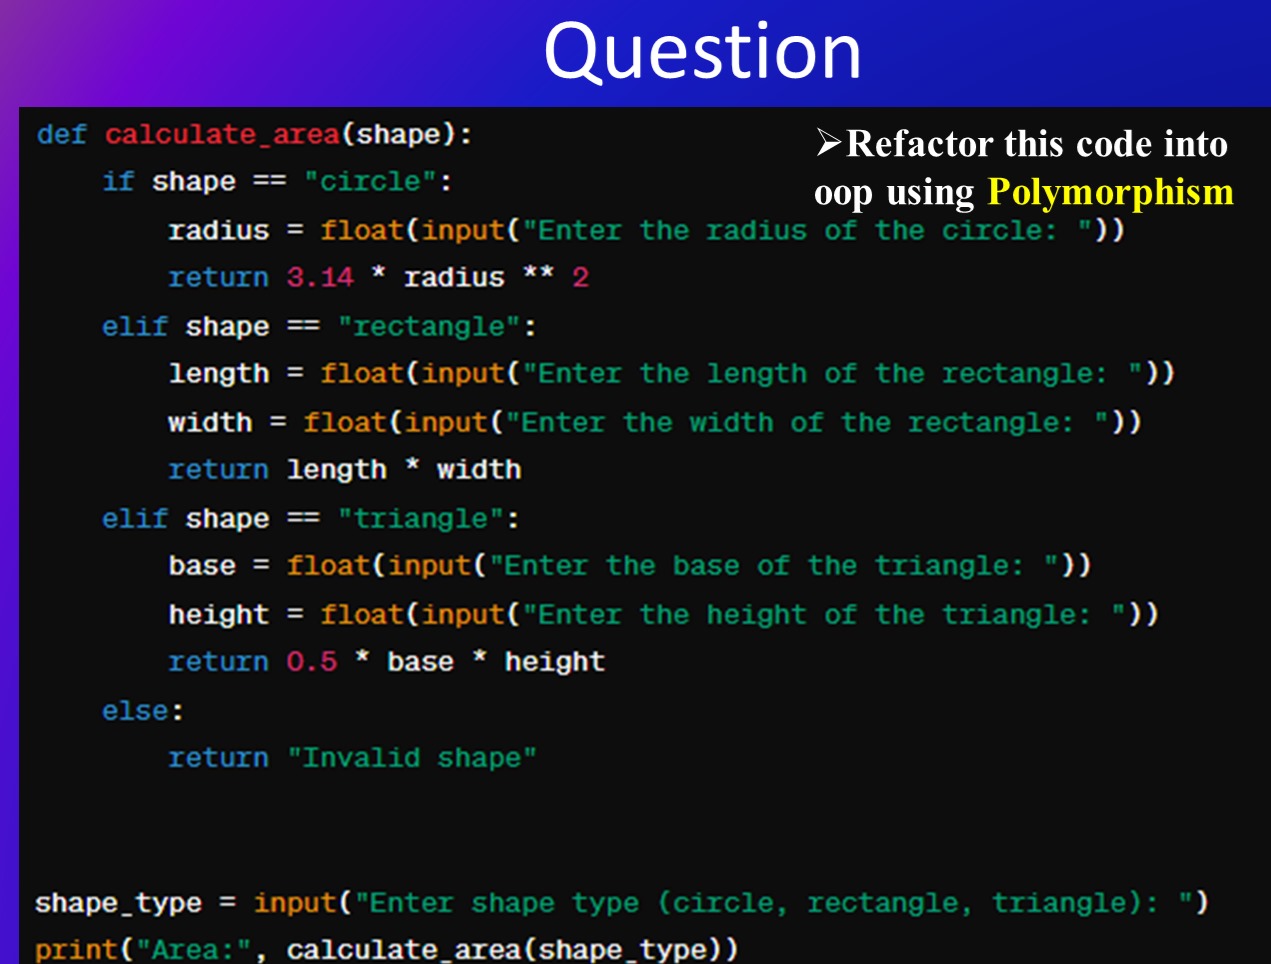 Question
def calculate_area(shape):
➢Refactor this code into
oop using Polymorphism
    if shape == "circle":
        radius = float(input("Enter the radius of the circle: "))
        return 3.14 * radius ** 2
    elif shape == "rectangle":
        length = float(input("Enter the length of the rectangle: "))
        width = float(input("Enter the width of the rectangle: "))
        return length * width
    elif shape == "triangle":
        base = float(input("Enter the base of the triangle: "))
        height = float(input("Enter the height of the triangle: "))
        return 0.5 * base * height
    else:
        return "Invalid shape"
shape_type = input("Enter shape type (circle, rectangle, triangle): ")
print("Area:", calculate_area(shape_type))